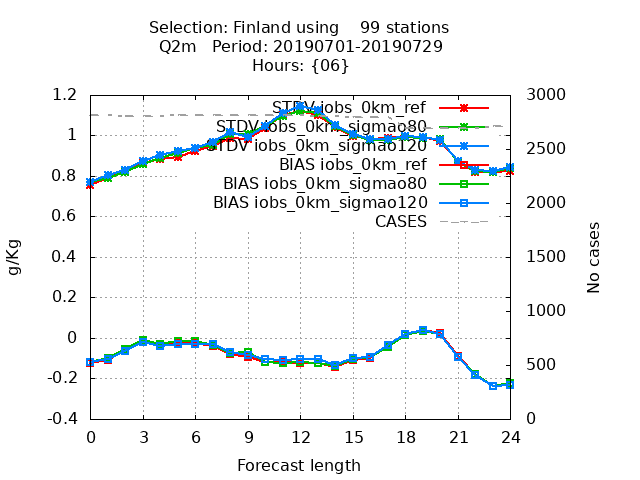 Selection: Finland using    99 stations
Q2m   Period: 20190701-20190729
Hours: {06}
STDV iobs_0km_ref
STDV iobs_0km_sigmao80
STDV iobs_0km_sigmao120
BIAS iobs_0km_ref
BIAS iobs_0km_sigmao80
BIAS iobs_0km_sigmao120
CASES
1.2
1
0.8
0.6
0.4
0.2
0
-0.2
-0.4
g/Kg
3000
2500
2000
1500
1000
500
0
No cases
0 3 6 9 12 15 18 21 24
Forecast length